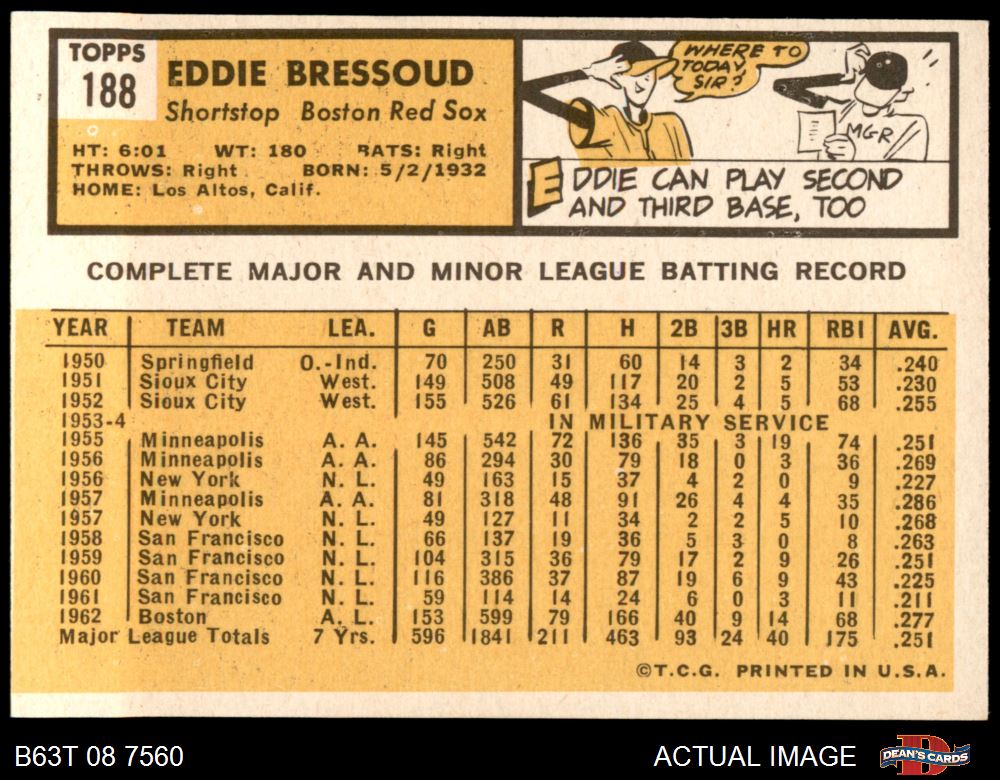 TOPPS
188
EDDIE BRESSOUD
Shortstop Boston Red Sox
HT: 6:01 WT: 180 BATS: Right
THROWS: Right BORN: 5/2/1932
HOME: Los Altos, Calif.
WHERE TO
TODAY,
SIR?
MGR
EDDIE CAN PLAY SECOND
AND THIRD BASE, TOO
COMPLETE MAJOR AND MINOR LEAGUE BATTING RECORD
YEAR TEAM LEA. G AB R H 2B 3B HR RBI AVG.
1950 Springfield O.-Ind. 70 250 31 60 14 3 2 34 .240
1951 Sioux City West. 149 508 49 117 20 2 5 53 .230
1952 Sioux City West. 155 526 61 134 25 4 5 68 .255
1953-4 IN MILITARY SERVICE
1955 Minneapolis A. A. 145 542 72 136 35 3 19 74 .251
1956 Minneapolis A. A. 86 294 30 79 18 0 3 36 .269
1956 New York N. L. 49 163 15 37 4 2 0 9 .227
1957 Minneapolis A. A. 81 318 48 91 26 4 4 35 .286
1957 New York N. L. 49 127 11 34 2 2 5 10 .268
1958 San Francisco N. L. 66 137 19 36 5 3 0 8 .263
1959 San Francisco N. L. 104 315 36 79 17 2 9 26 .251
1960 San Francisco N. L. 116 386 37 87 19 6 9 43 .225
1961 San Francisco N. L. 59 114 14 24 6 0 3 11 .211
1962 Boston A. L. 153 599 79 166 40 9 14 68 .277
Major League Totals 7 Yrs. 596 1841 211 463 93 24 40 175 .251
©T.C.G. PRINTED IN U.S.A.
B63T 08 7560 ACTUAL IMAGE
DEAN'S CARDS